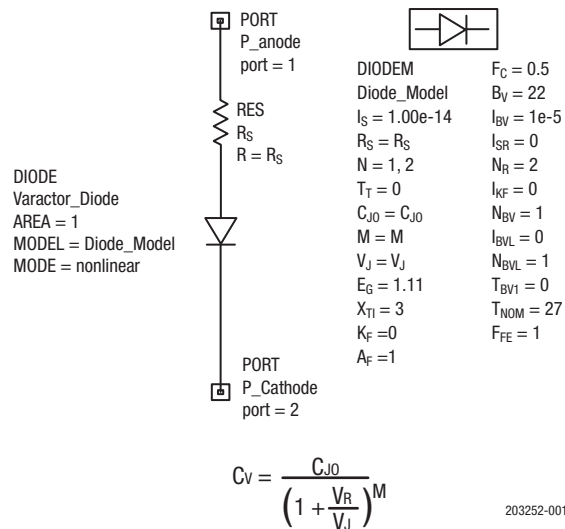 PORT
P_anode
port = 1
RES
RS
R = RS
DIODE
Varactor_Diode
AREA = 1
MODEL = Diode_Model
MODE = nonlinear
PORT
P_Cathode
port = 2
DIODEM
Diode_Model
IS = 1.00e-14
RS = RS
N = 1, 2
TT = 0
CJO = CJO
M = M
VJ = VJ
EG = 1.11
XTI = 3
KF =0
AF =1
FC = 0.5
BV = 22
IBV = 1e-5
ISR = 0
NR = 2
IKF = 0
NBV = 1
IBVL = 0
NBVL = 1
TBV1 = 0
TNOM = 27
FFE = 1
CV = CJO / (1 + VR / VJ)^M
203252-001